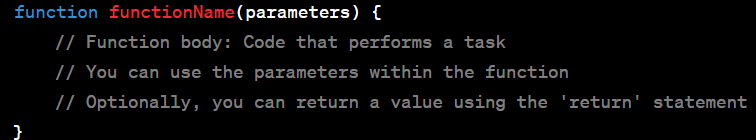 function functionName(parameters) {
    // Function body: Code that performs a task
    // You can use the parameters within the function
    // Optionally, you can return a value using the 'return' statement
}